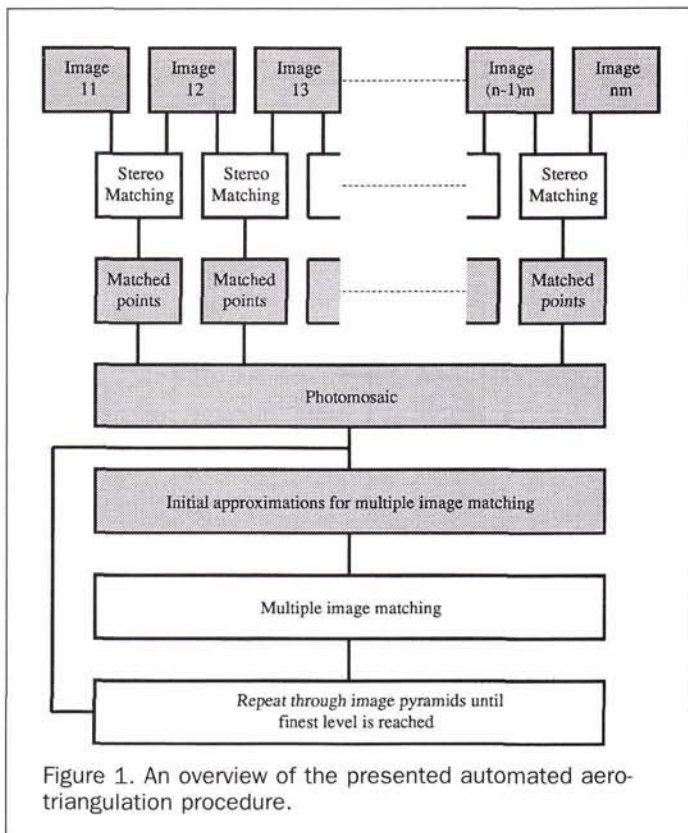 Image
11
Image
12
Image
13
Image
(n-1)m
Image
nm
Stereo
Matching
Stereo
Matching
Stereo
Matching
Matched
points
Matched
points
Matched
points
Photomosaic
Initial approximations for multiple image matching
Multiple image matching
Repeat through image pyramids until
finest level is reached
Figure 1. An overview of the presented automated aero-
triangulation procedure.